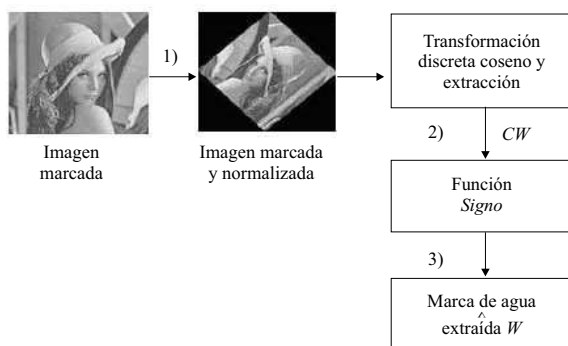 1)
Imagen
marcada
Imagen marcada
y normalizada
Transformación
discreta coseno y
extracción
2)
CW
Función
Signo
3)
Marca de agua
extraída Ŵ